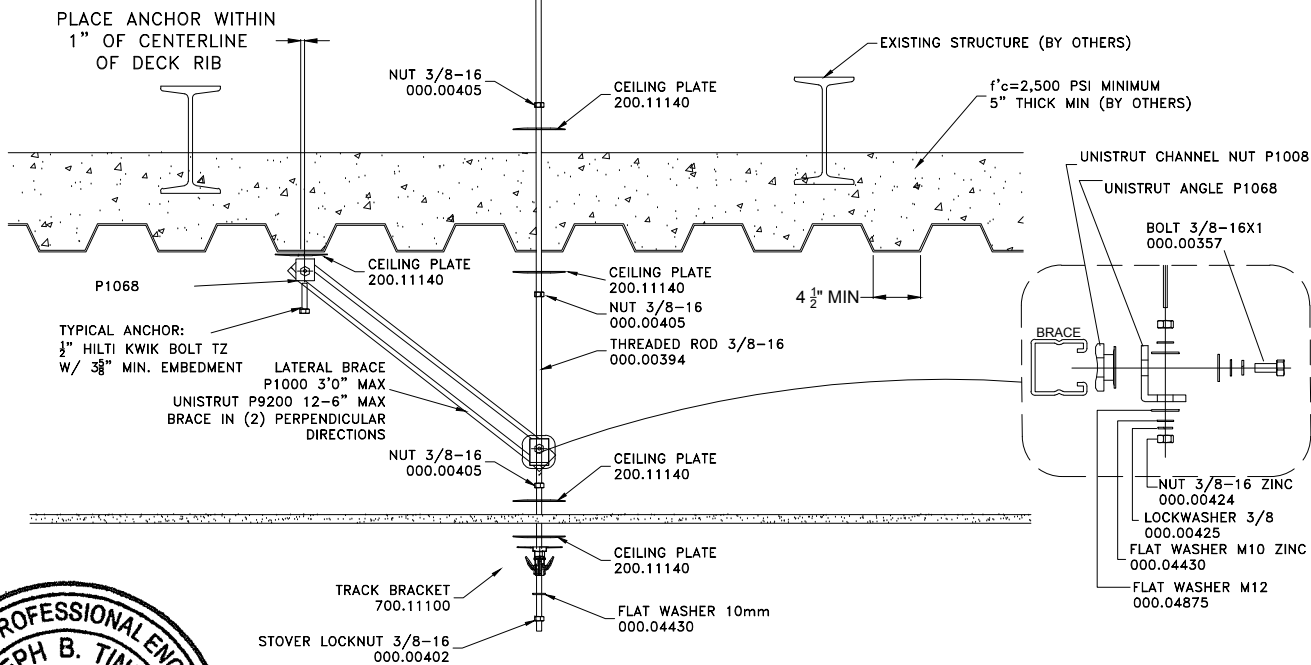 PLACE ANCHOR WITHIN
1" OF CENTERLINE
OF DECK RIB
NUT 3/8-16
000.00405
CEILING PLATE
200.11140
EXISTING STRUCTURE (BY OTHERS)
f'c=2,500 PSI MINIMUM
5" THICK MIN (BY OTHERS)
UNISTRUT CHANNEL NUT P1008
UNISTRUT ANGLE P1068
BOLT 3/8-16X1
000.00357
CEILING PLATE
200.11140
P1068
CEILING PLATE
200.11140
NUT 3/8-16
000.00405
4 1/2" MIN
TYPICAL ANCHOR:
1/2" HILTI KWIK BOLT TZ
W/ 3 5/8" MIN. EMBEDMENT
THREADED ROD 3/8-16
000.00394
BRACE
LATERAL BRACE
P1000 3'0" MAX
UNISTRUT P9200 12-6" MAX
BRACE IN (2) PERPENDICULAR
DIRECTIONS
NUT 3/8-16
000.00405
CEILING PLATE
200.11140
NUT 3/8-16 ZINC
000.00424
LOCKWASHER 3/8
000.00425
FLAT WASHER M10 ZINC
000.04430
FLAT WASHER M12
000.04875
CEILING PLATE
200.11140
TRACK BRACKET
700.11100
FLAT WASHER 10mm
000.04430
STOVER LOCKNUT 3/8-16
000.00402
B.